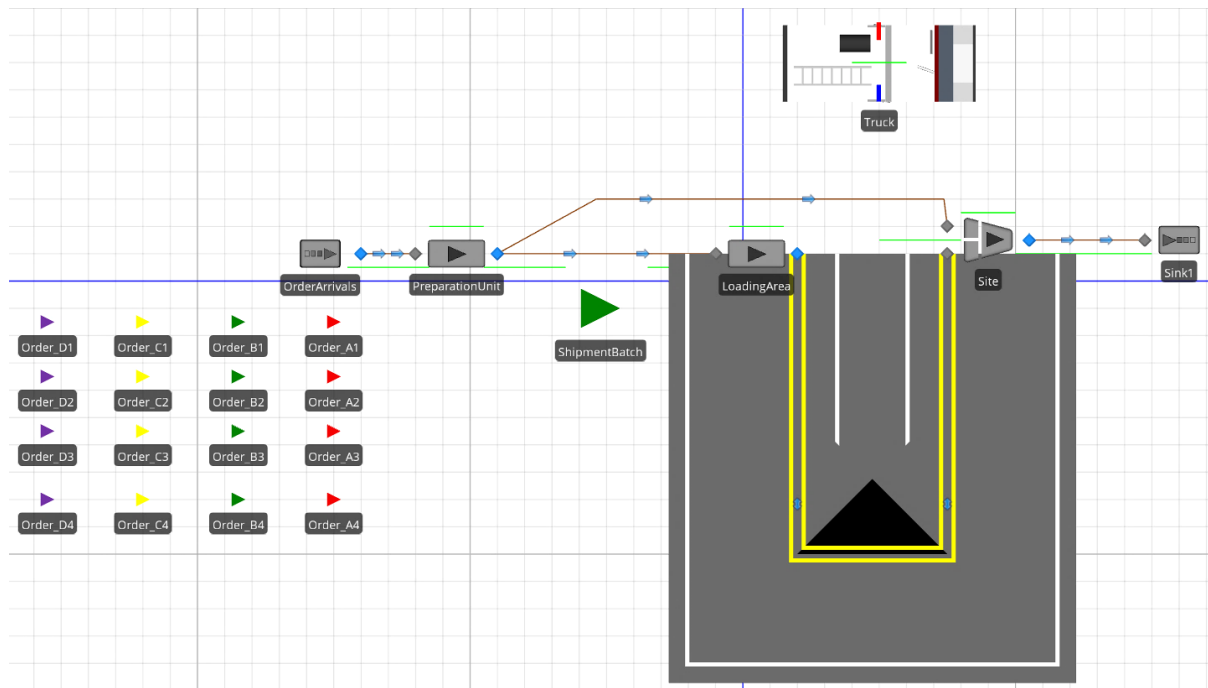 Truck
OrderArrivals
PreparationUnit
LoadingArea
Site
Sink1
ShipmentBatch
Order_D1
Order_C1
Order_B1
Order_A1
Order_D2
Order_C2
Order_B2
Order_A2
Order_D3
Order_C3
Order_B3
Order_A3
Order_D4
Order_C4
Order_B4
Order_A4